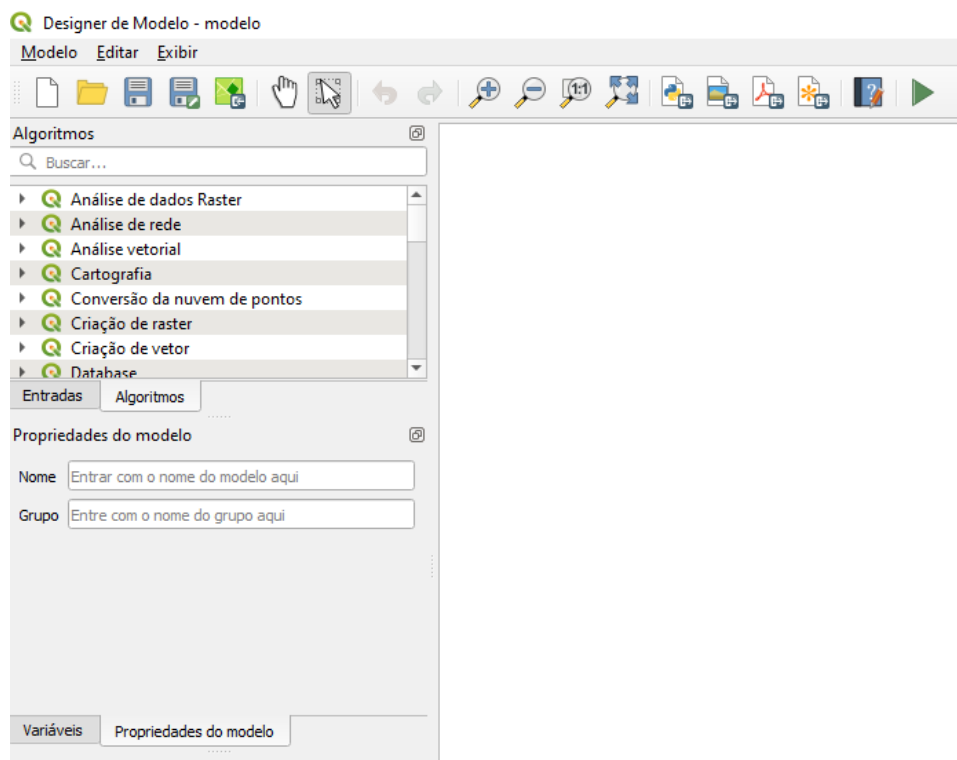 Designer de Modelo - modelo
Modelo Editar Exibir
1:1
Algoritmos
Buscar...
Análise de dados Raster
Análise de rede
Análise vetorial
Cartografia
Conversão da nuvem de pontos
Criação de raster
Criação de vetor
Database
Entradas Algoritmos
Propriedades do modelo
Nome Entrar com o nome do modelo aqui
Grupo Entre com o nome do grupo aqui
Variáveis Propriedades do modelo